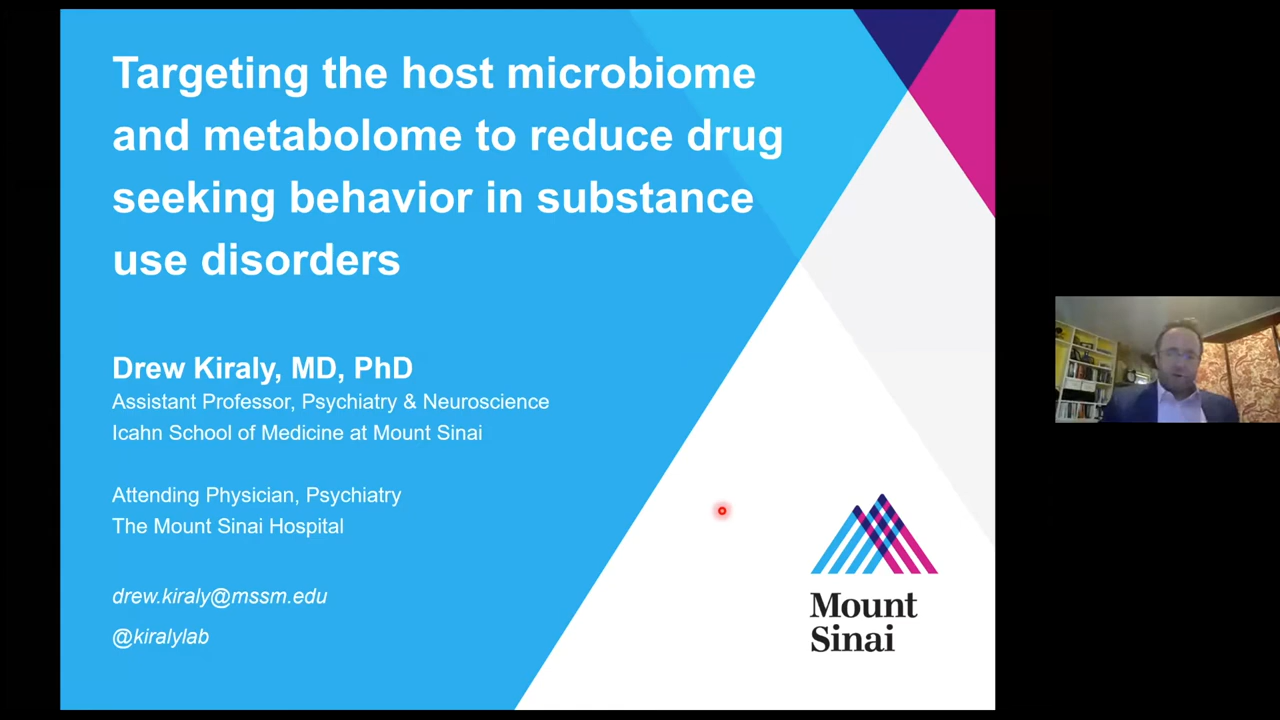 Targeting the host microbiome
and metabolome to reduce drug
seeking behavior in substance
use disorders
Drew Kiraly, MD, PhD
Assistant Professor, Psychiatry & Neuroscience
Icahn School of Medicine at Mount Sinai
Attending Physician, Psychiatry
The Mount Sinai Hospital
drew.kiraly@mssm.edu
@kiralylab
Mount
Sinai